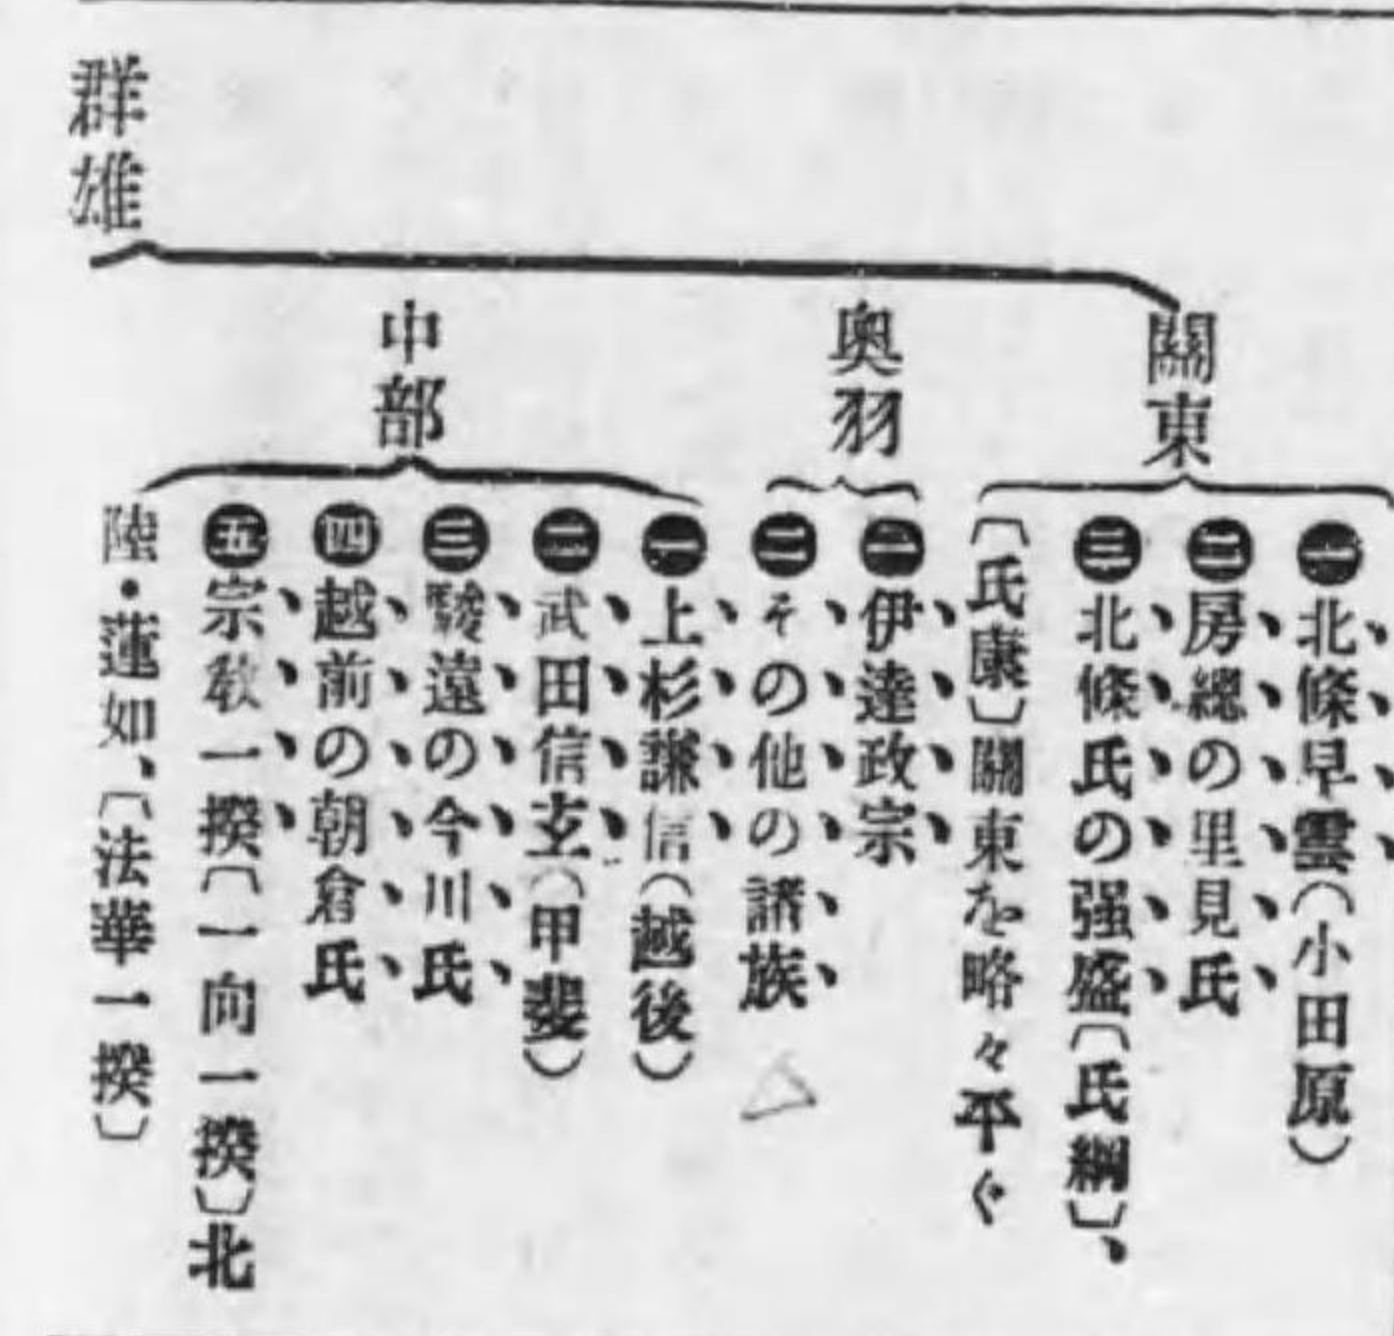 群雄
關東
㊀北條早雲(小田原)
㊁房總の里見氏
㊂北條氏の强盛〔氏綱〕、
〔氏康〕關東を略々平ぐ
奥羽
㊀伊達政宗
㊁その他の諸族
中部
㊀上杉謙信(越後)
㊁武田信玄(甲斐)
㊂駿遠の今川氏
㊃越前の朝倉氏
㊄宗敎一揆〔一向一揆〕北
陸・蓮如、〔法華一揆〕